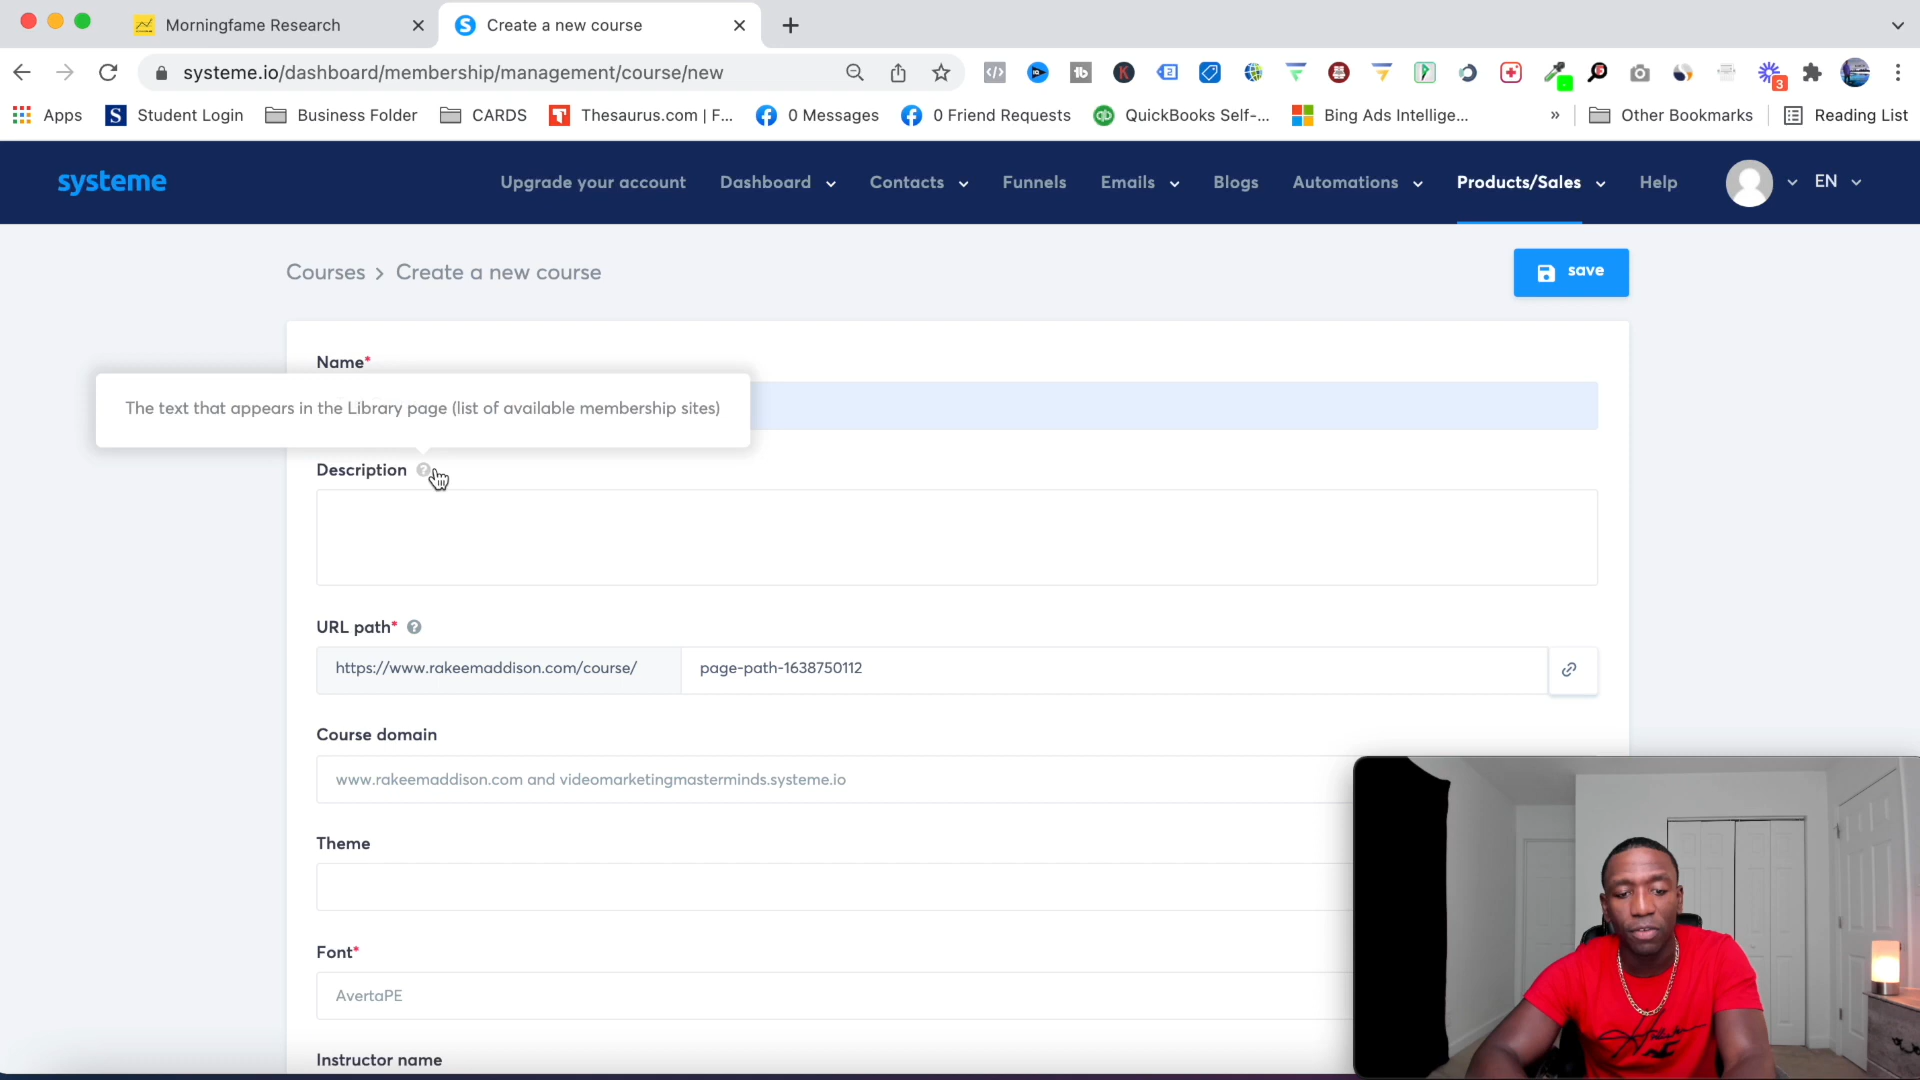 Morningfame Research
Create a new course
systeme.io/dashboard/membership/management/course/new
3
Apps
Student Login
Business Folder
CARDS
Thesaurus.com | F...
0 Messages
0 Friend Requests
QuickBooks Self-...
Bing Ads Intellige...
»
Other Bookmarks
Reading List
systeme
Upgrade your account
Dashboard
Contacts
Funnels
Emails
Blogs
Automations
Products/Sales
Help
EN
Courses > Create a new course
save
Name*
The text that appears in the Library page (list of available membership sites)
Description ?
URL path* ?
https://www.rakeemaddison.com/course/
page-path-1638750112
Course domain
www.rakeemaddison.com and videomarketingmasterminds.systeme.io
Theme
Font*
AvertaPE
Instructor name